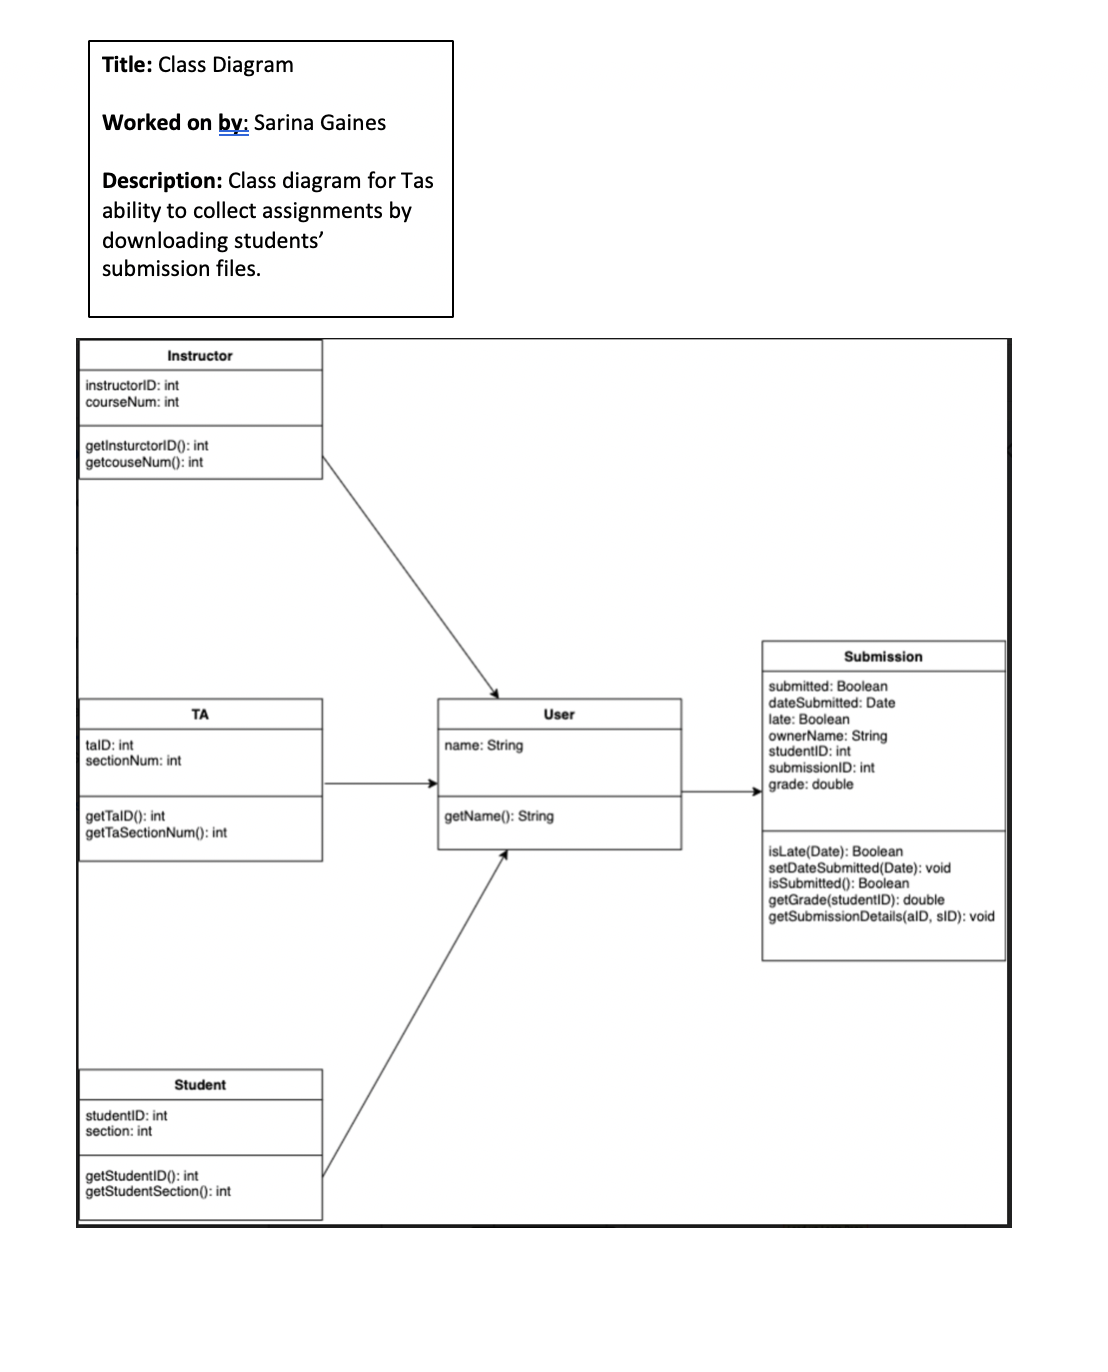 Title: Class Diagram
Worked on by: Sarina Gaines
Description: Class diagram for Tas
ability to collect assignments by
downloading students’
submission files.
Instructor
instructorID: int
courseNum: int
getInsturctorID(): int
getcouseNum(): int
TA
taID: int
sectionNum: int
getTaID(): int
getTaSectionNum(): int
User
name: String
getName(): String
Submission
submitted: Boolean
dateSubmitted: Date
late: Boolean
ownerName: String
studentID: int
submissionID: int
grade: double
isLate(Date): Boolean
setDateSubmitted(Date): void
isSubmitted(): Boolean
getGrade(studentID): double
getSubmissionDetails(aID, sID): void
Student
studentID: int
section: int
getStudentID(): int
getStudentSection(): int